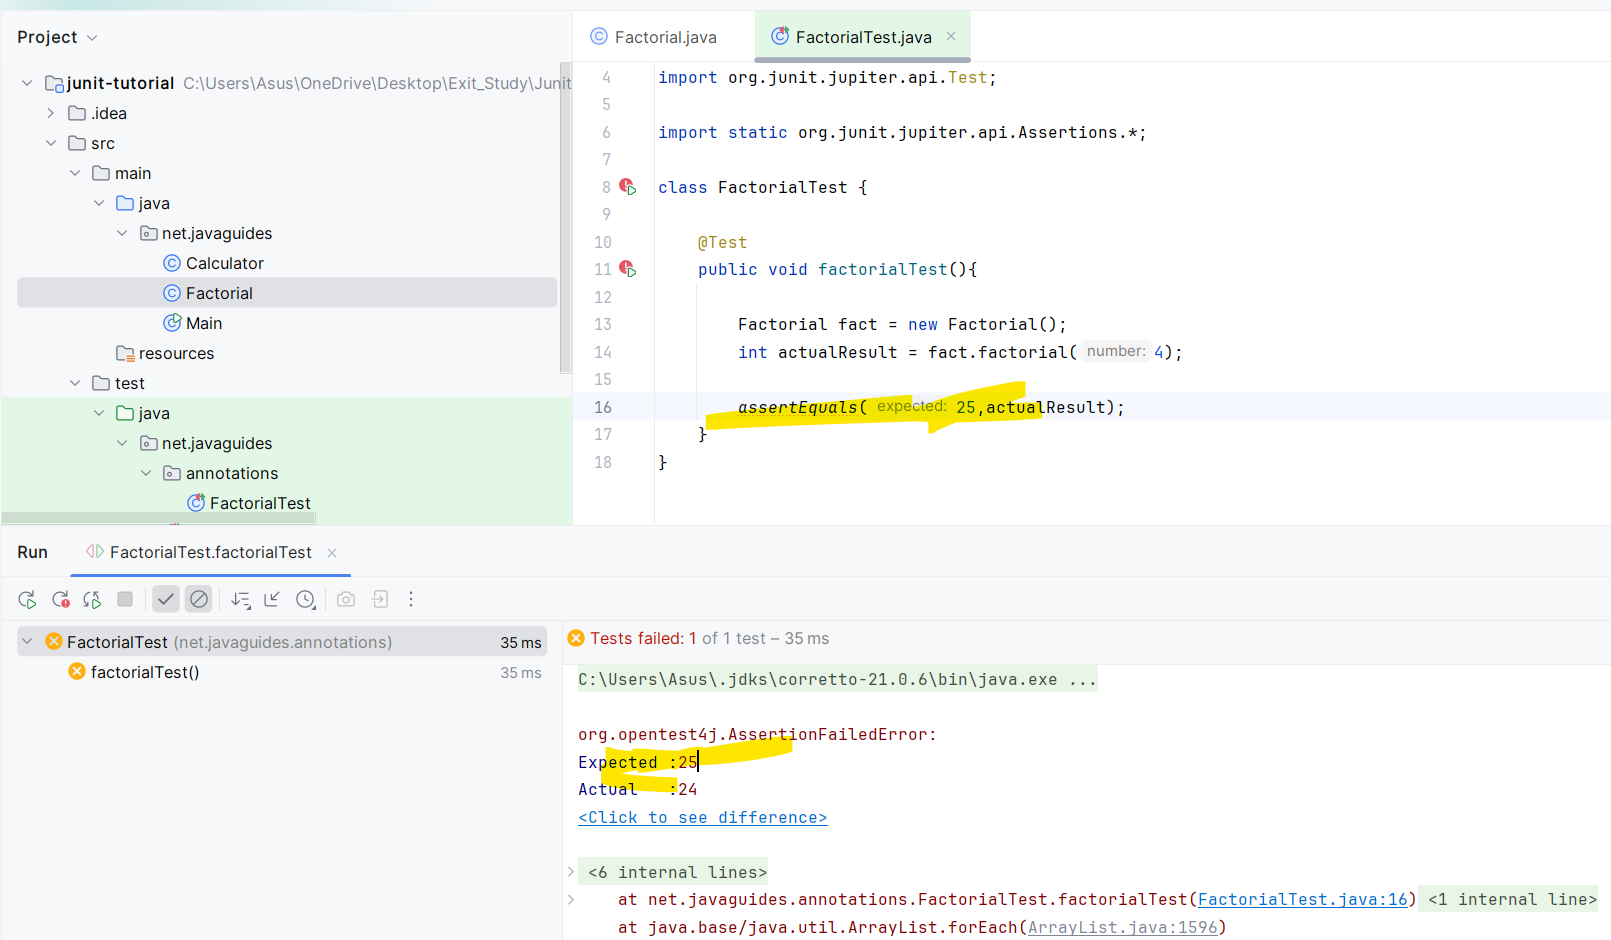 Project
junit-tutorial C:\Users\Asus\OneDrive\Desktop\Exit_Study\Junit
.idea
src
main
java
net.javaguides
Calculator
Factorial
Main
resources
test
java
net.javaguides
annotations
FactorialTest
Factorial.java
FactorialTest.java
4 import org.junit.jupiter.api.Test;
5
6 import static org.junit.jupiter.api.Assertions.*;
7
8 class FactorialTest {
9
10 @Test
11 public void factorialTest(){
12
13 Factorial fact = new Factorial();
14 int actualResult = fact.factorial( number: 4);
15
16 assertEquals( expected: 25,actualResult);
17 }
18 }
Run FactorialTest.factorialTest
FactorialTest (net.javaguides.annotations) 35 ms
factorialTest() 35 ms
Tests failed: 1 of 1 test – 35 ms
C:\Users\Asus\.jdks\corretto-21.0.6\bin\java.exe ...
org.opentest4j.AssertionFailedError:
Expected :25
Actual :24
<Click to see difference>
<6 internal lines>
at net.javaguides.annotations.FactorialTest.factorialTest(FactorialTest.java:16) <1 internal line>
at java.base/java.util.ArrayList.forEach(ArrayList.java:1596)